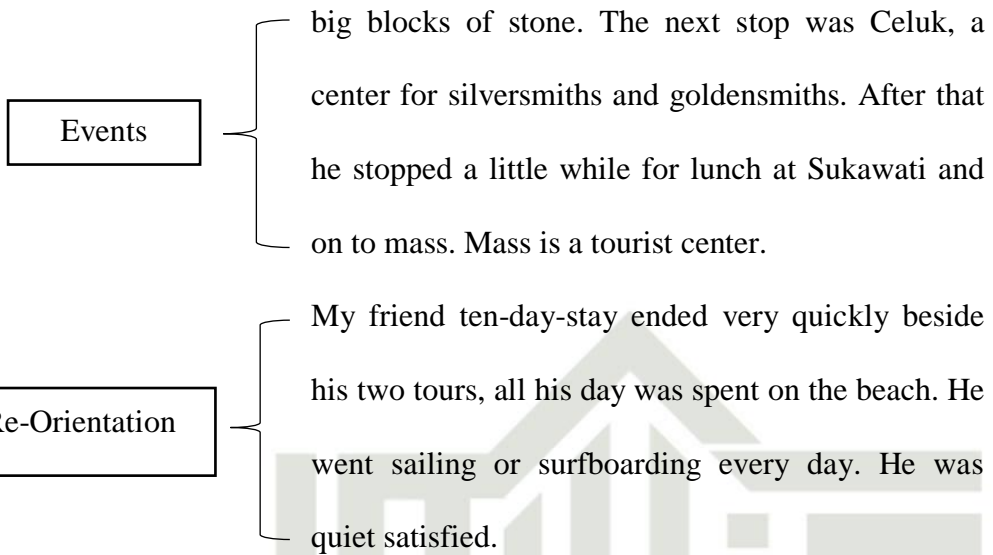 big blocks of stone. The next stop was Celuk, a
center for silversmiths and goldensmiths. After that
Events
he stopped a little while for lunch at Sukawati and
on to mass. Mass is a tourist center.
My friend ten-day-stay ended very quickly beside
his two tours, all his day was spent on the beach. He
Re-Orientation
went sailing or surfboarding every day. He was
quiet satisfied.